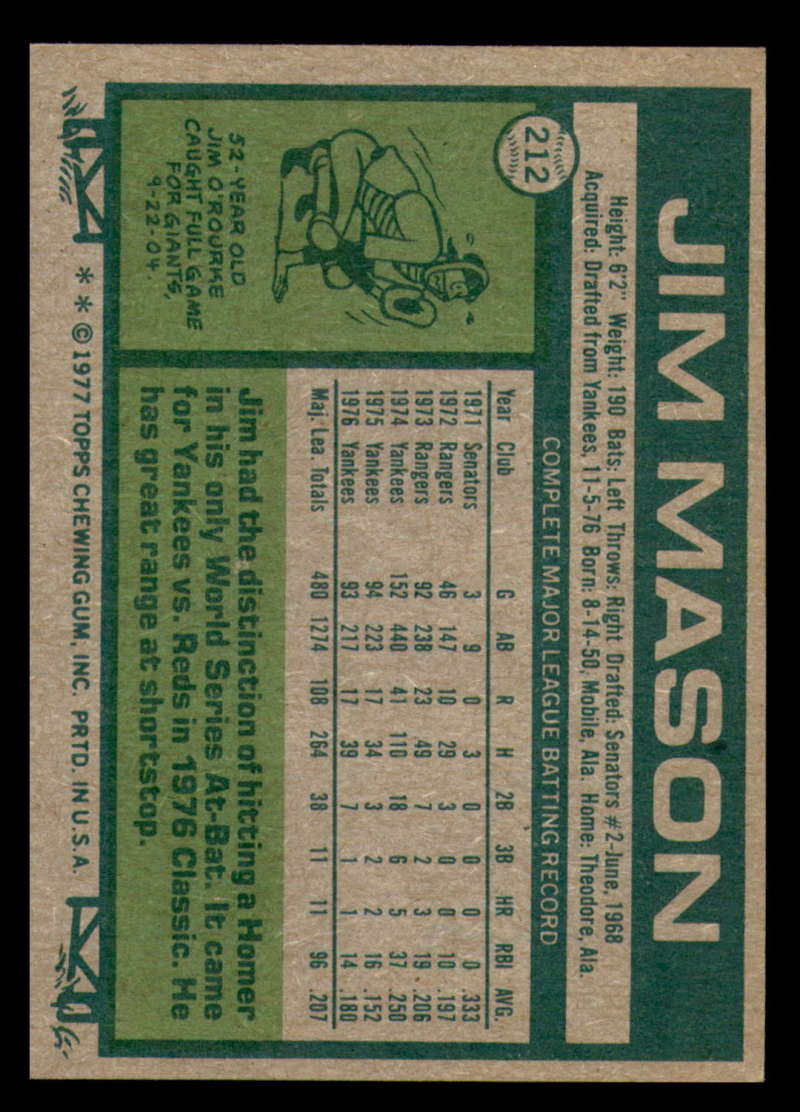 JIM MASON
212
Height: 6'2" Weight: 190 Bats: Left Throws: Right Drafted: Senators #2-June, 1968
Acquired: Drafted from Yankees, 11-5-76 Born: 8-14-50, Mobile, Ala. Home: Theodore, Ala.
COMPLETE MAJOR LEAGUE BATTING RECORD
Year Club G AB R H 2B 3B HR RBI AVG.
1971 Senators 3 9 0 3 0 0 0 0 .333
1972 Rangers 46 147 10 29 3 0 0 10 .197
1973 Rangers 92 238 23 49 7 2 3 19 .206
1974 Yankees 152 440 41 110 18 6 5 37 .250
1975 Yankees 94 223 17 34 3 2 2 16 .152
1976 Yankees 93 217 17 39 7 1 1 14 .180
Maj. Lea. Totals 480 1274 108 264 38 11 11 96 .207
52-YEAR OLD
JIM O'ROURKE
CAUGHT FULL GAME
FOR GIANTS,
9-22-04.
Jim had the distinction of hitting a Homer
in his only World Series At-Bat. It came
for Yankees vs. Reds in 1976 Classic. He
has great range at shortstop.
* * © 1977 TOPPS CHEWING GUM, INC. PRTD. IN U.S.A.